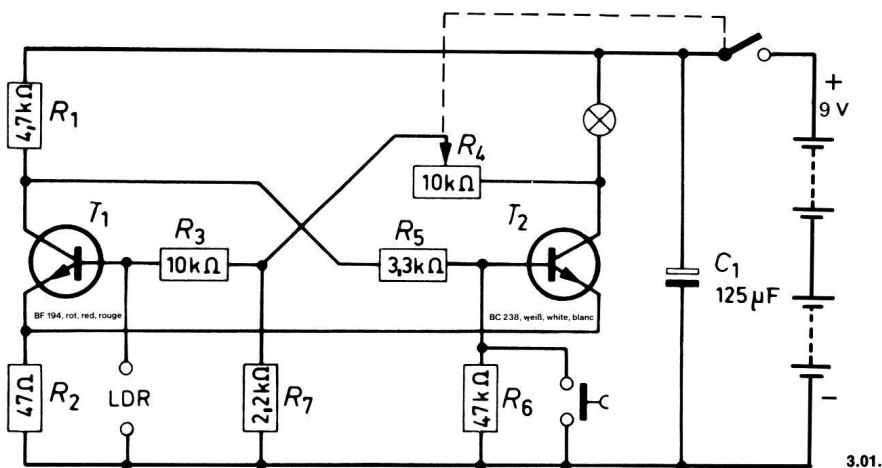 4,7kΩ
R₁
+
9 V
R₄
10kΩ
T₁
R₃
10kΩ
R₅
3,3kΩ
T₂
C₁
125µF
BF 194, rot, red, rouge
BC 238, weiß, white, blanc
47Ω
R₂
LDR
2,2kΩ
R₇
47kΩ
R₆
−
3.01.